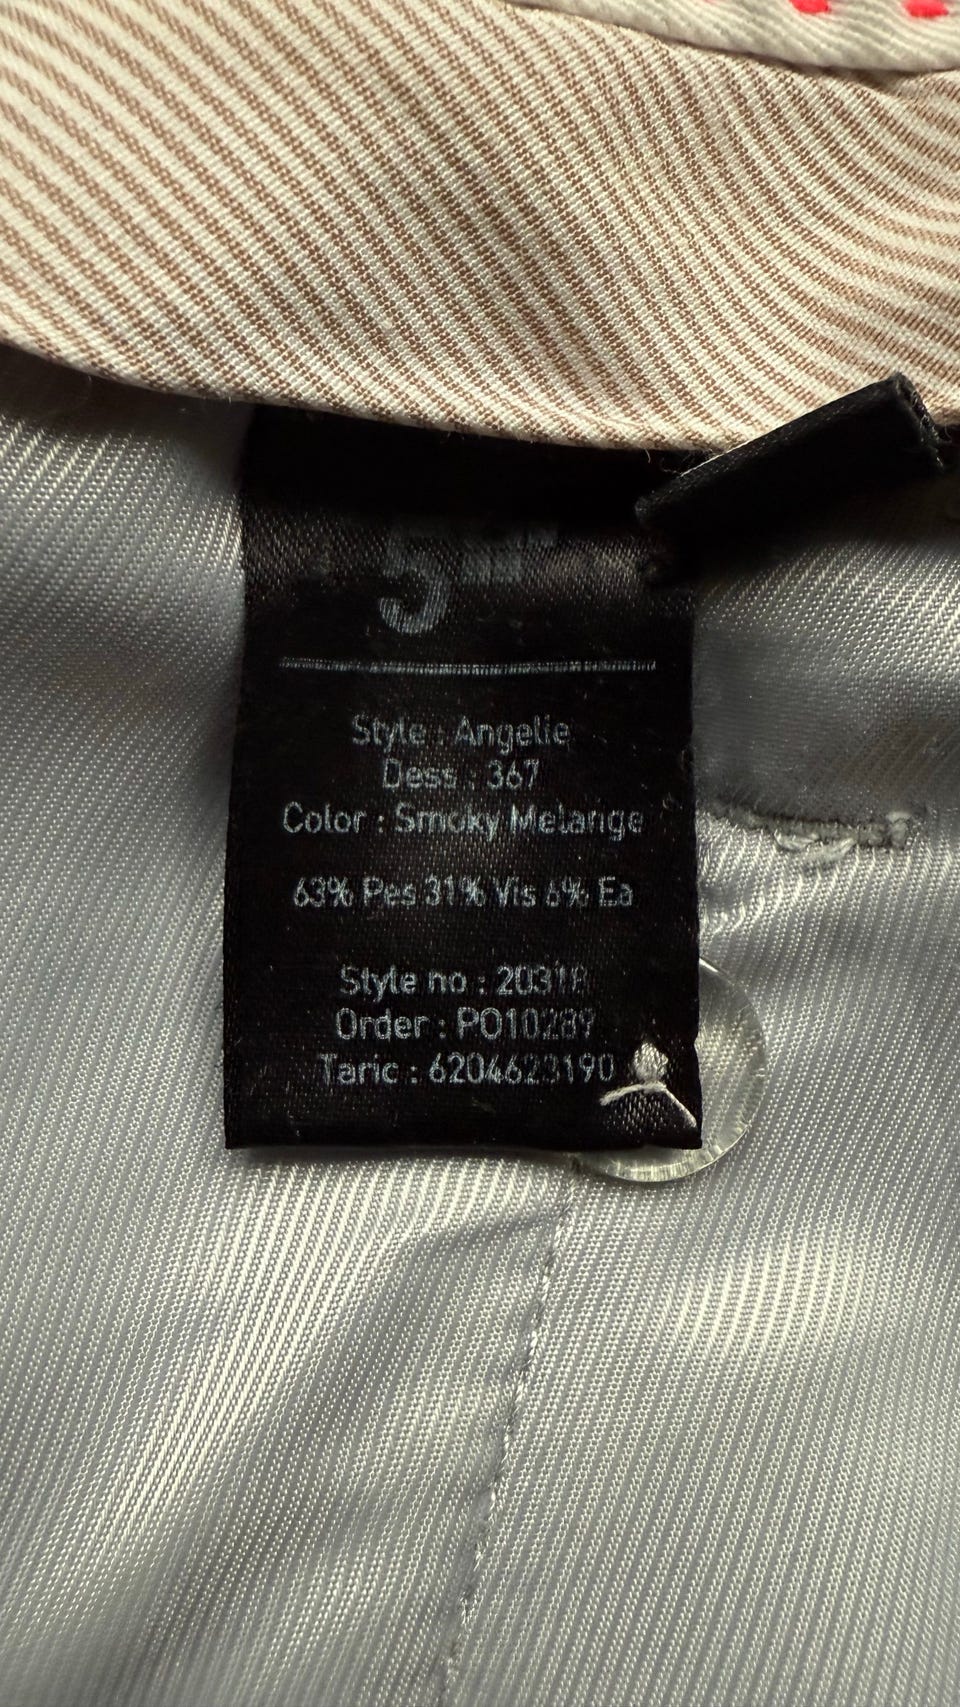 5
Style : Angelie
Dess : 367
Color : Smoky Melange
63% Pes 31% Vis 6% Ea
Style no : 20318
Order : PO10289
Taric : 6204623190